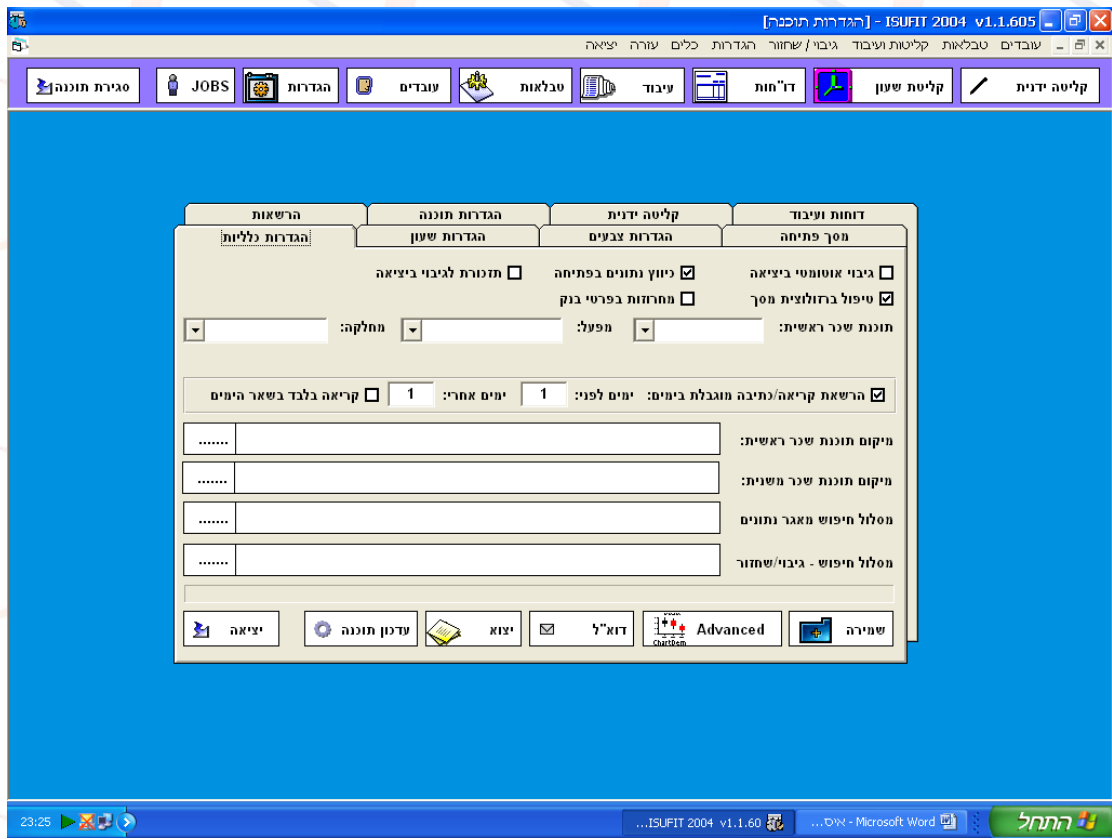 ISUFIT 2004 v1.1.605 - [הגדרות תוכנה]
עובדים טבלאות קליטות ועיבוד גיבוי / שחזור הגדרות כלים עזרה יציאה
קליטה ידנית קליטת שעון דו"חות עיבוד טבלאות עובדים הגדרות JOBS סגירת תוכנה
דוחות ועיבוד קליטה ידנית הגדרות תוכנה הרשאות
מסך פתיחה הגדרות צבעים הגדרות שעון הגדרות כלליות
גיבוי אוטומטי ביציאה כיווץ נתונים בפתיחה תזכורת לגיבוי ביציאה
טיפול ברזולוצית מסך מחרוזות בפרטי בנק
תוכנת שכר ראשית: מפעל: מחלקה:
הרשאת קריאה/כתיבה מוגבלת בימים: ימים לפני: 1 ימים אחרי: 1 קריאה בלבד בשאר הימים
מיקום תוכנת שכר ראשית: .......
מיקום תוכנת שכר משנית: .......
מסלול חיפוש מאגר נתונים .......
מסלול חיפוש - גיבוי/שחזור .......
שמירה Advanced ChartDem דוא"ל יצוא עדכון תוכנה יציאה
התחל איס... - Microsoft Word ISUFIT 2004 v1.1.60... 23:25